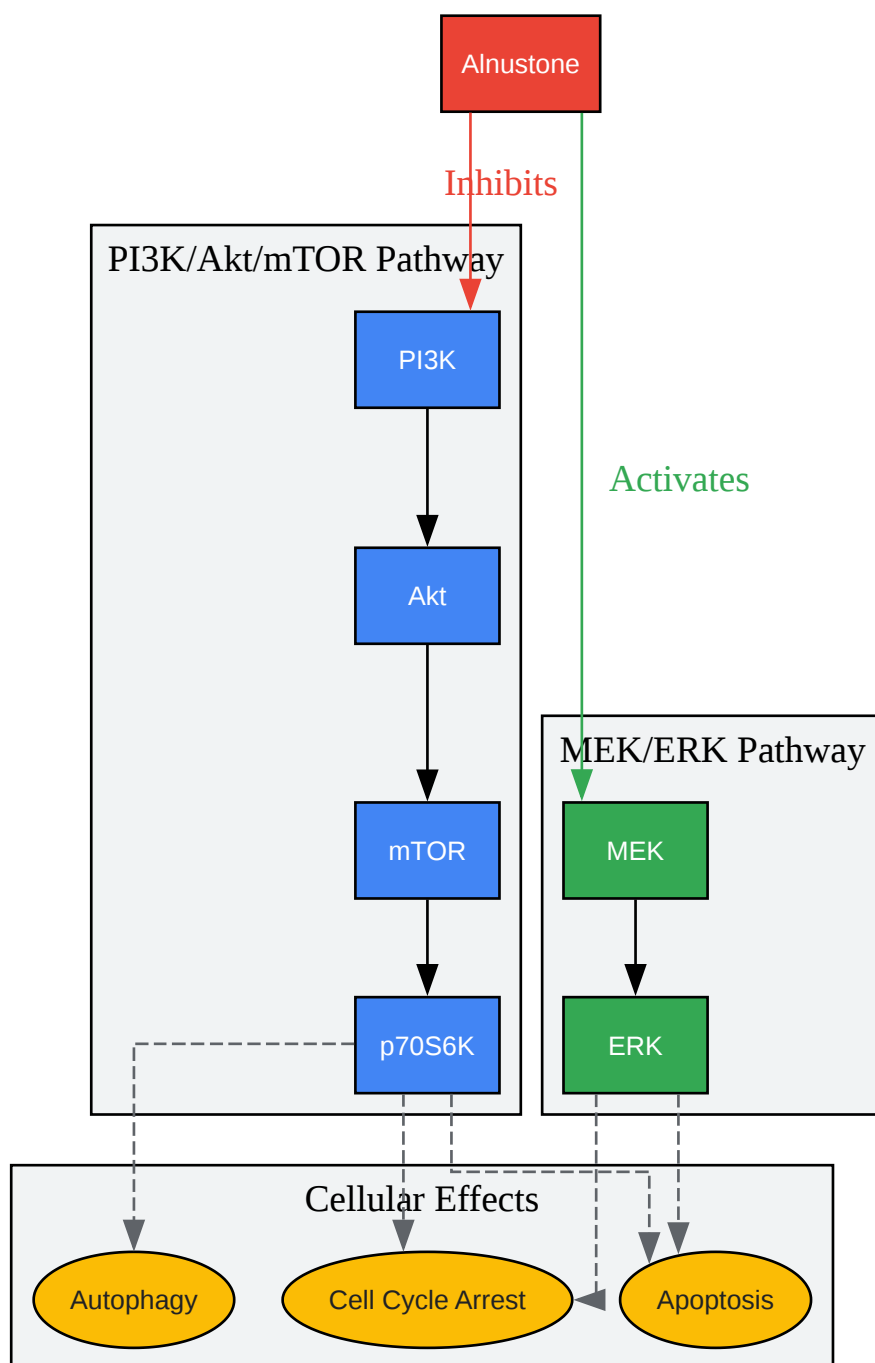 Alnustone
Inhibits
PI3K/Akt/mTOR Pathway
PI3K
Activates
Akt
MEK/ERK Pathway
mTOR
MEK
p70S6K
ERK
Cellular Effects
Autophagy
Cell Cycle Arrest
Apoptosis